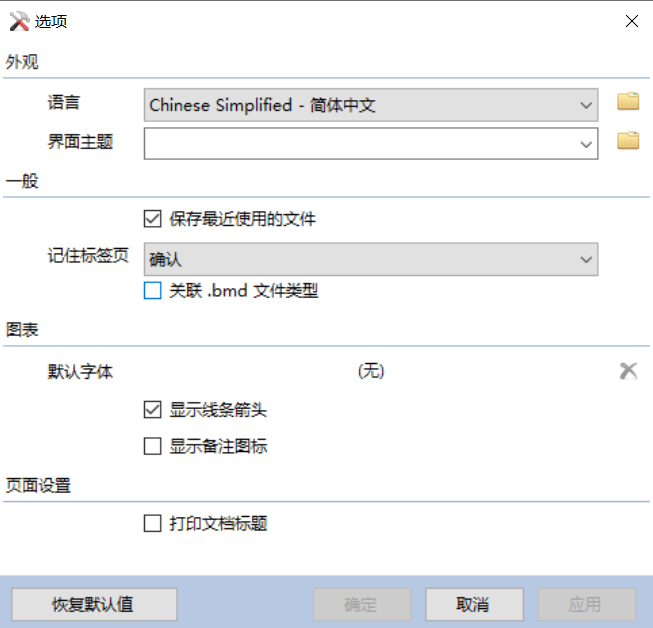 选项
外观
语言
Chinese Simplified - 简体中文
界面主题
一般
保存最近使用的文件
记住标签页
确认
关联 .bmd 文件类型
图表
默认字体
(无)
显示线条箭头
显示备注图标
页面设置
打印文档标题
恢复默认值
确定
取消
应用